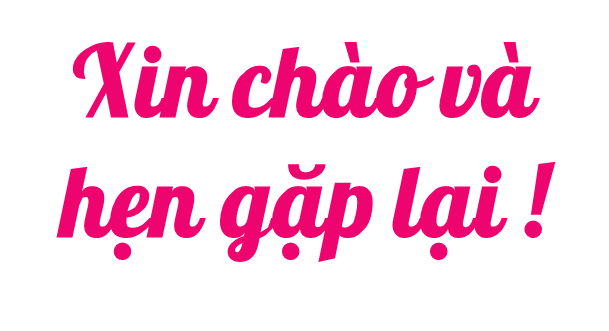 Xin chào và
hẹn gặp lại !